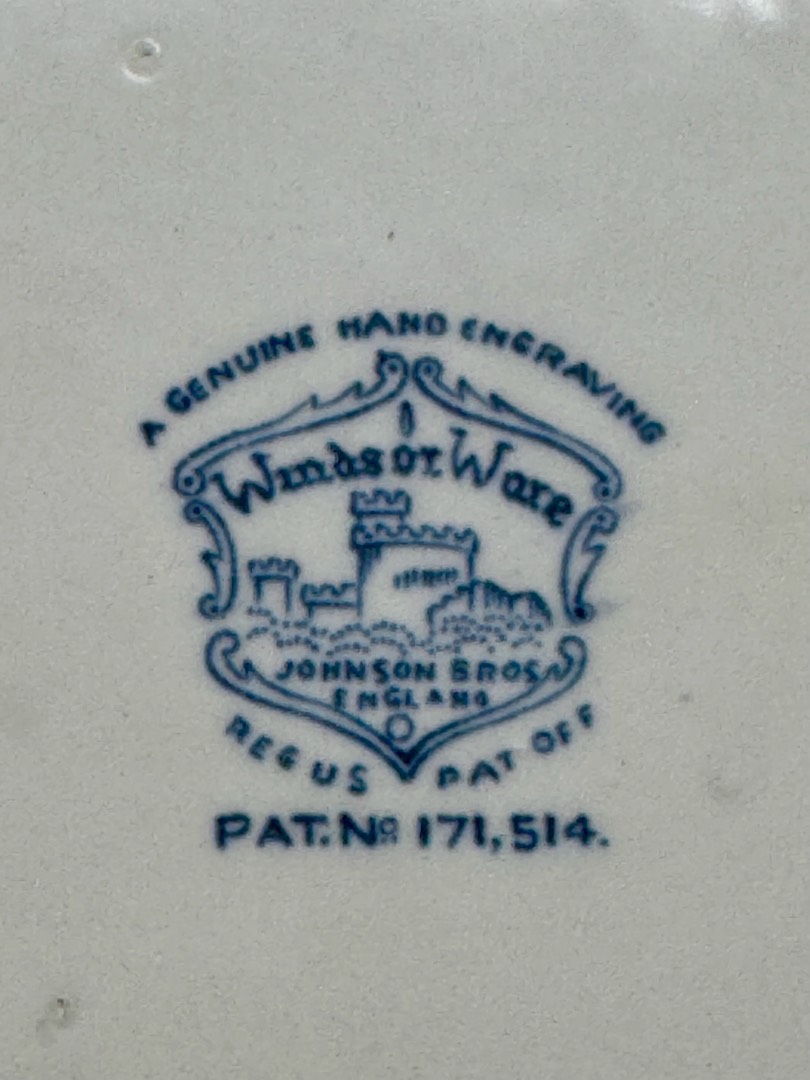 A GENUINE HAND ENGRAVING
Windsor Ware
JOHNSON BROS
ENGLAND
REG US PAT OFF
PAT. No 171,514.